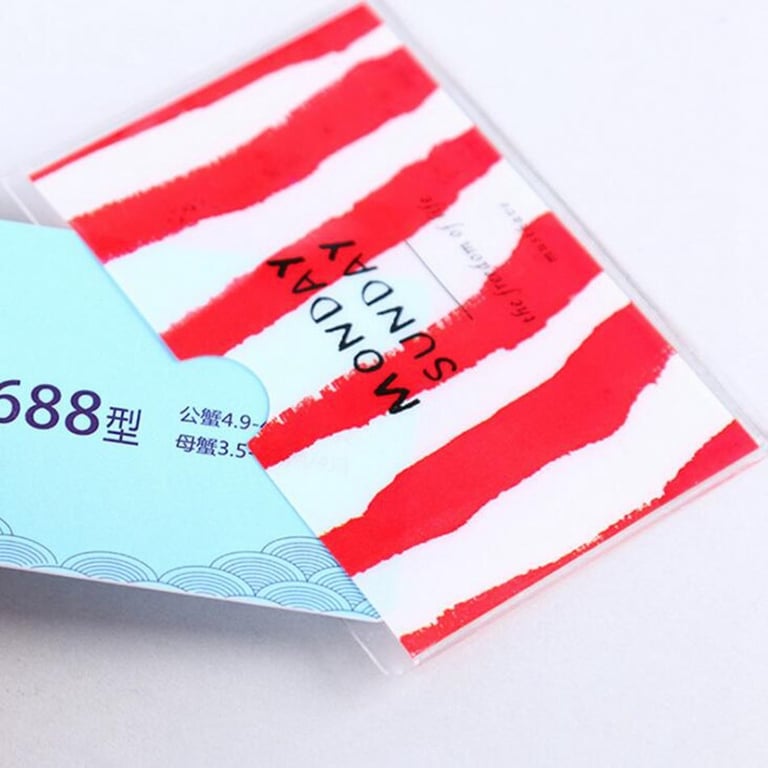 688型
公蟹4.9-
母蟹3.5-
MONDAY
SUNDAY
the freedom of life